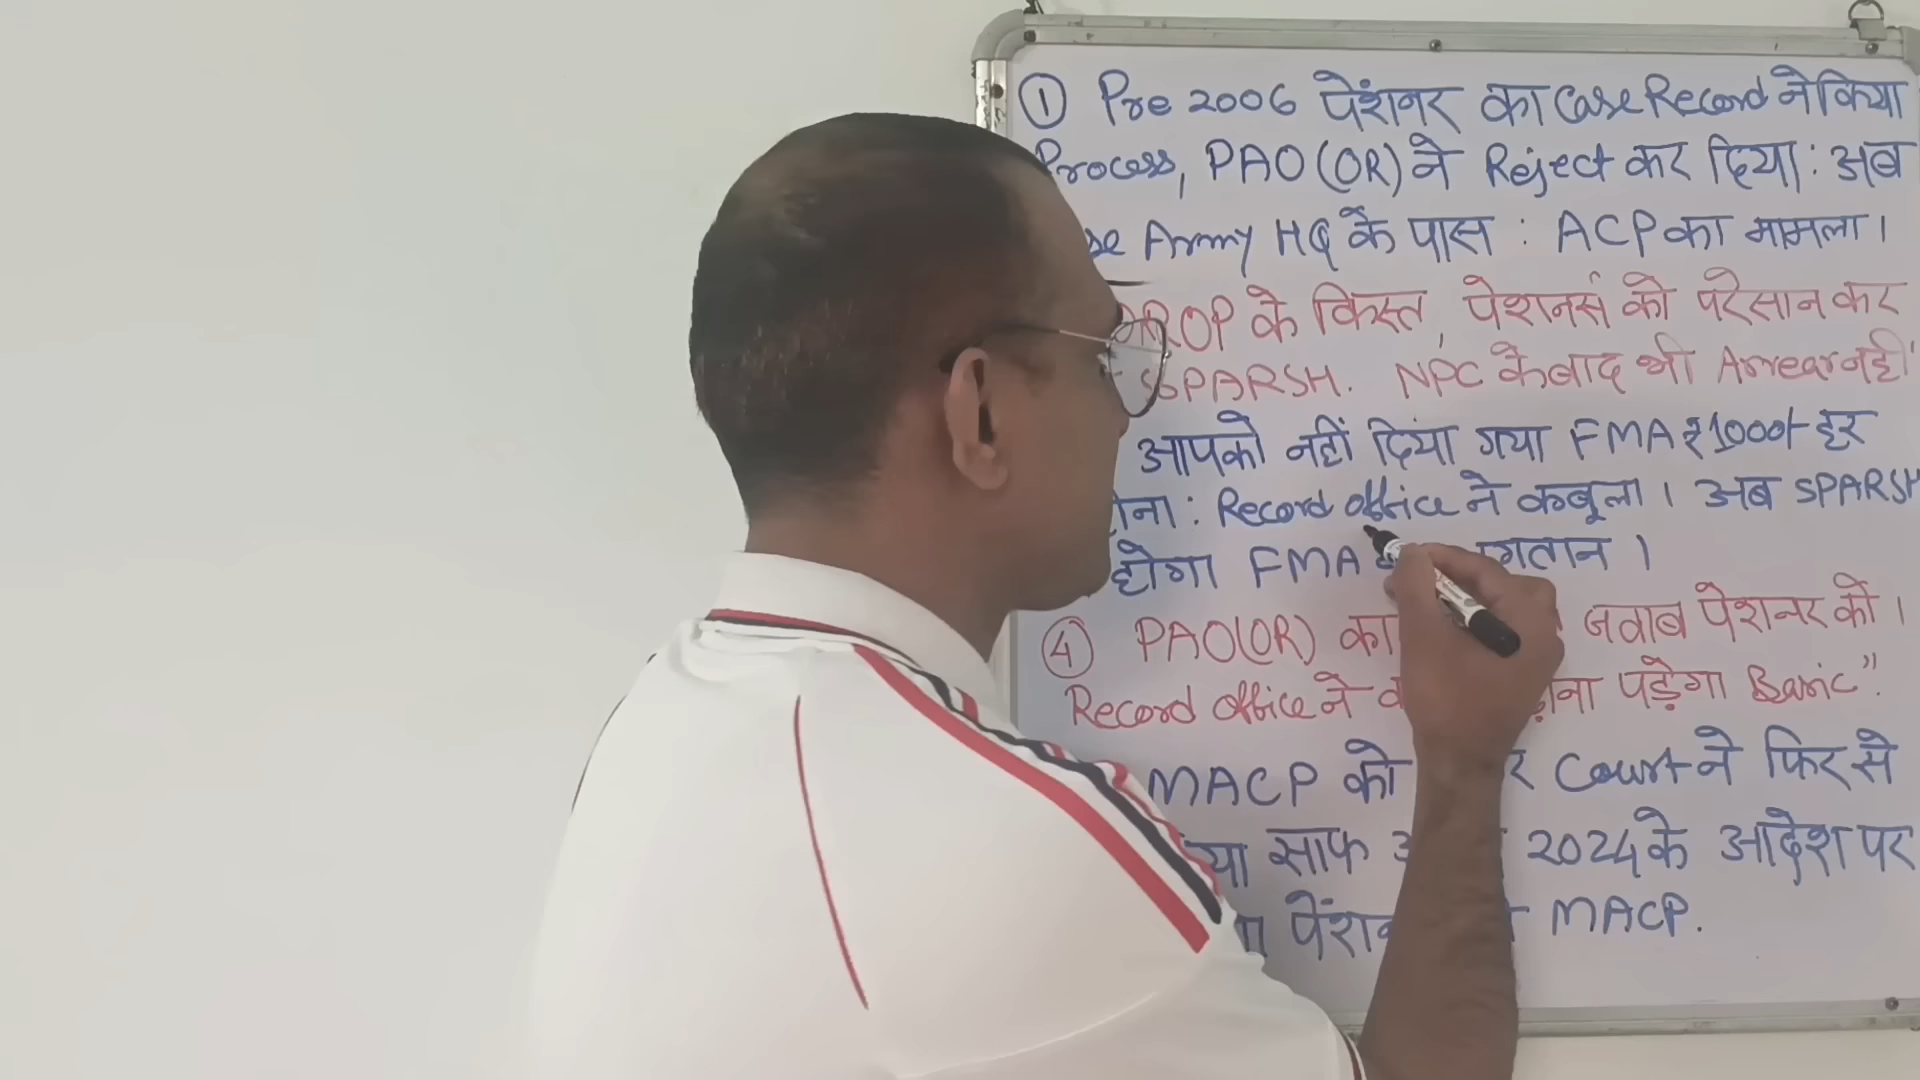 ① Pre 2006 पेंशनर का Case Record ने किया
Process, PAO (OR) ने Reject कर दिया : अब
Army HQ के पास : ACP का मामला ।
OROP के किस्त, पेशनर्स को परेसान कर
SPARSH. NPC के बाद भी Arrear नहीं
आपको नहीं दिया गया FMA ₹1000/- हर
Record office ने कबूला । अब SPARSH
होगा FMA
④ PAO(OR) का जवाब पेशनर को ।
Record office ने पड़ेगा Basic".
MACP को Court ने फिर से
साफ 2024 के आदेश पर
MACP.